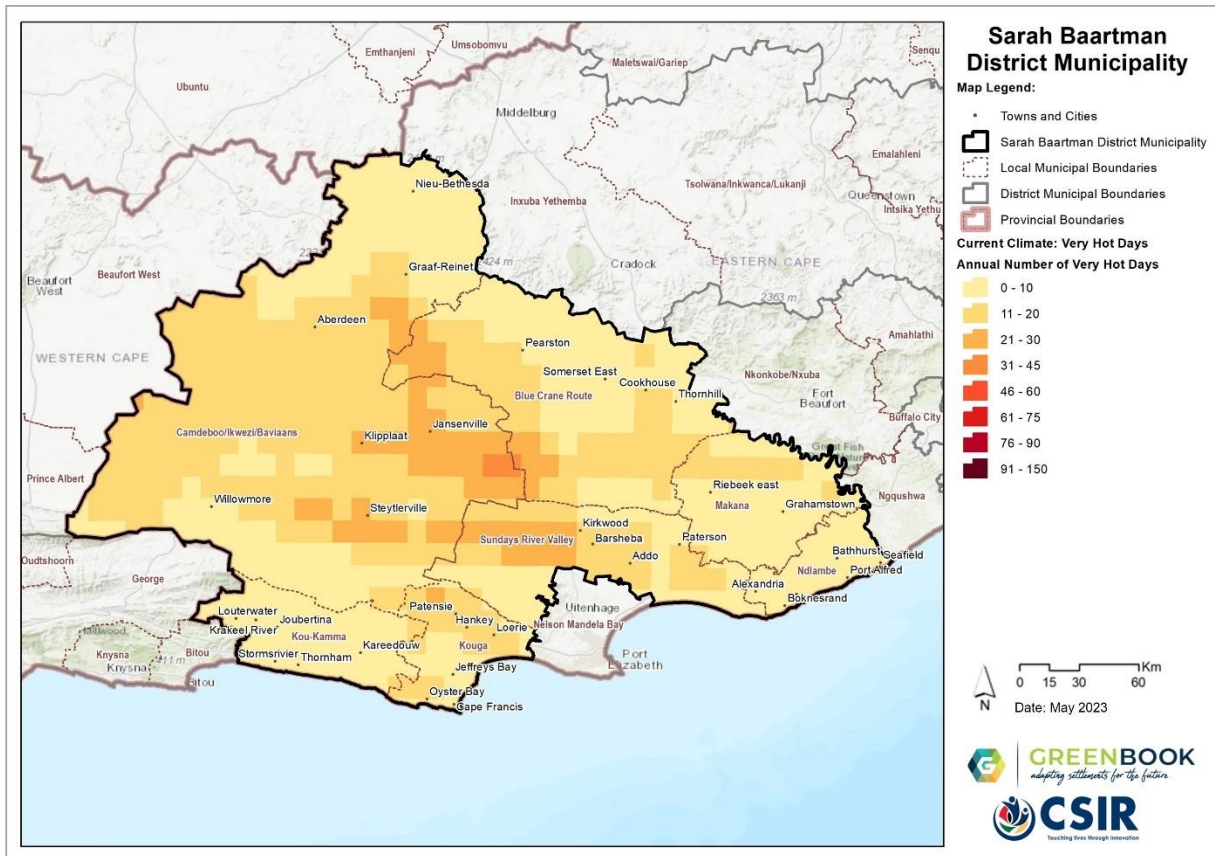 Sarah Baartman
District Municipality
Map Legend:
Towns and Cities
Sarah Baartman District Municipality
Local Municipal Boundaries
District Municipal Boundaries
Provincial Boundaries
Current Climate: Very Hot Days
Annual Number of Very Hot Days
0 - 10
11 - 20
21 - 30
31 - 45
46 - 60
61 - 75
76 - 90
91 - 150
Emthanjeni
Umsobomvu
Senqu
Maletswai/Gariep
Ubuntu
Middelburg
Emalahleni
Tsolwana/Inkwanca/Lukanji
Queenstown
Nieu-Bethesda
Inxuba Yethemba
Intsika Yethu
Beaufort West
Beaufort
West
Graaf-Reinet
2424 m
Cradock
EASTERN CAPE
2363 m
Aberdeen
Amahlathi
WESTERN CAPE
Pearston
Somerset East
Cookhouse
Nkonkobe/Nxuba
Blue Crane Route
Thornhill
Fort
Beaufort
Buffalo City
Camdeboo/Ikwezi/Baviaans
Jansenville
Klipplaat
Great Fish
Prince Albert
Riebeek east
Ngqushwa
Willowmore
Steytlerville
Makana
Grahamstown
Kirkwood
Sundays River Valley
Barsheba
Paterson
Addo
Bathhurst
Seafield
Oudtshoorn
George
Ndlambe
Port Alfred
Alexandria
Boknesrand
Patensie
Uitenhage
Louterwater
Joubertina
Hankey
Nelson Mandela Bay
Krakeel River
Kou-Kamma
Loerie
Kareedouw
Kouga
Knysna
Knysna
Bitou
Stormsrivier
Thornham
Port
Elizabeth
Bitou
Jeffreys Bay
Oyster Bay
Cape Francis
Km
0 15 30 60
N
Date: May 2023
G
GREENBOOK
adapting settlements for the future
CSIR
Touching lives through innovation